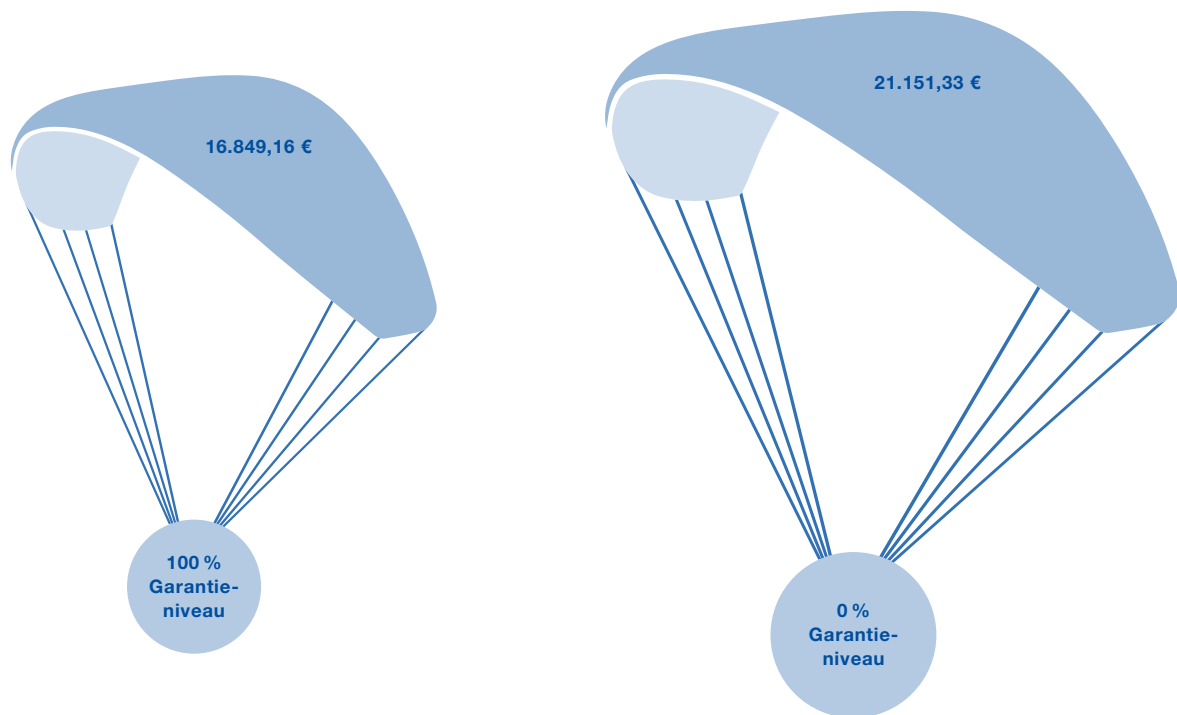 16.849,16 €
100 %
Garantie-
niveau
21.151,33 €
0 %
Garantie-
niveau